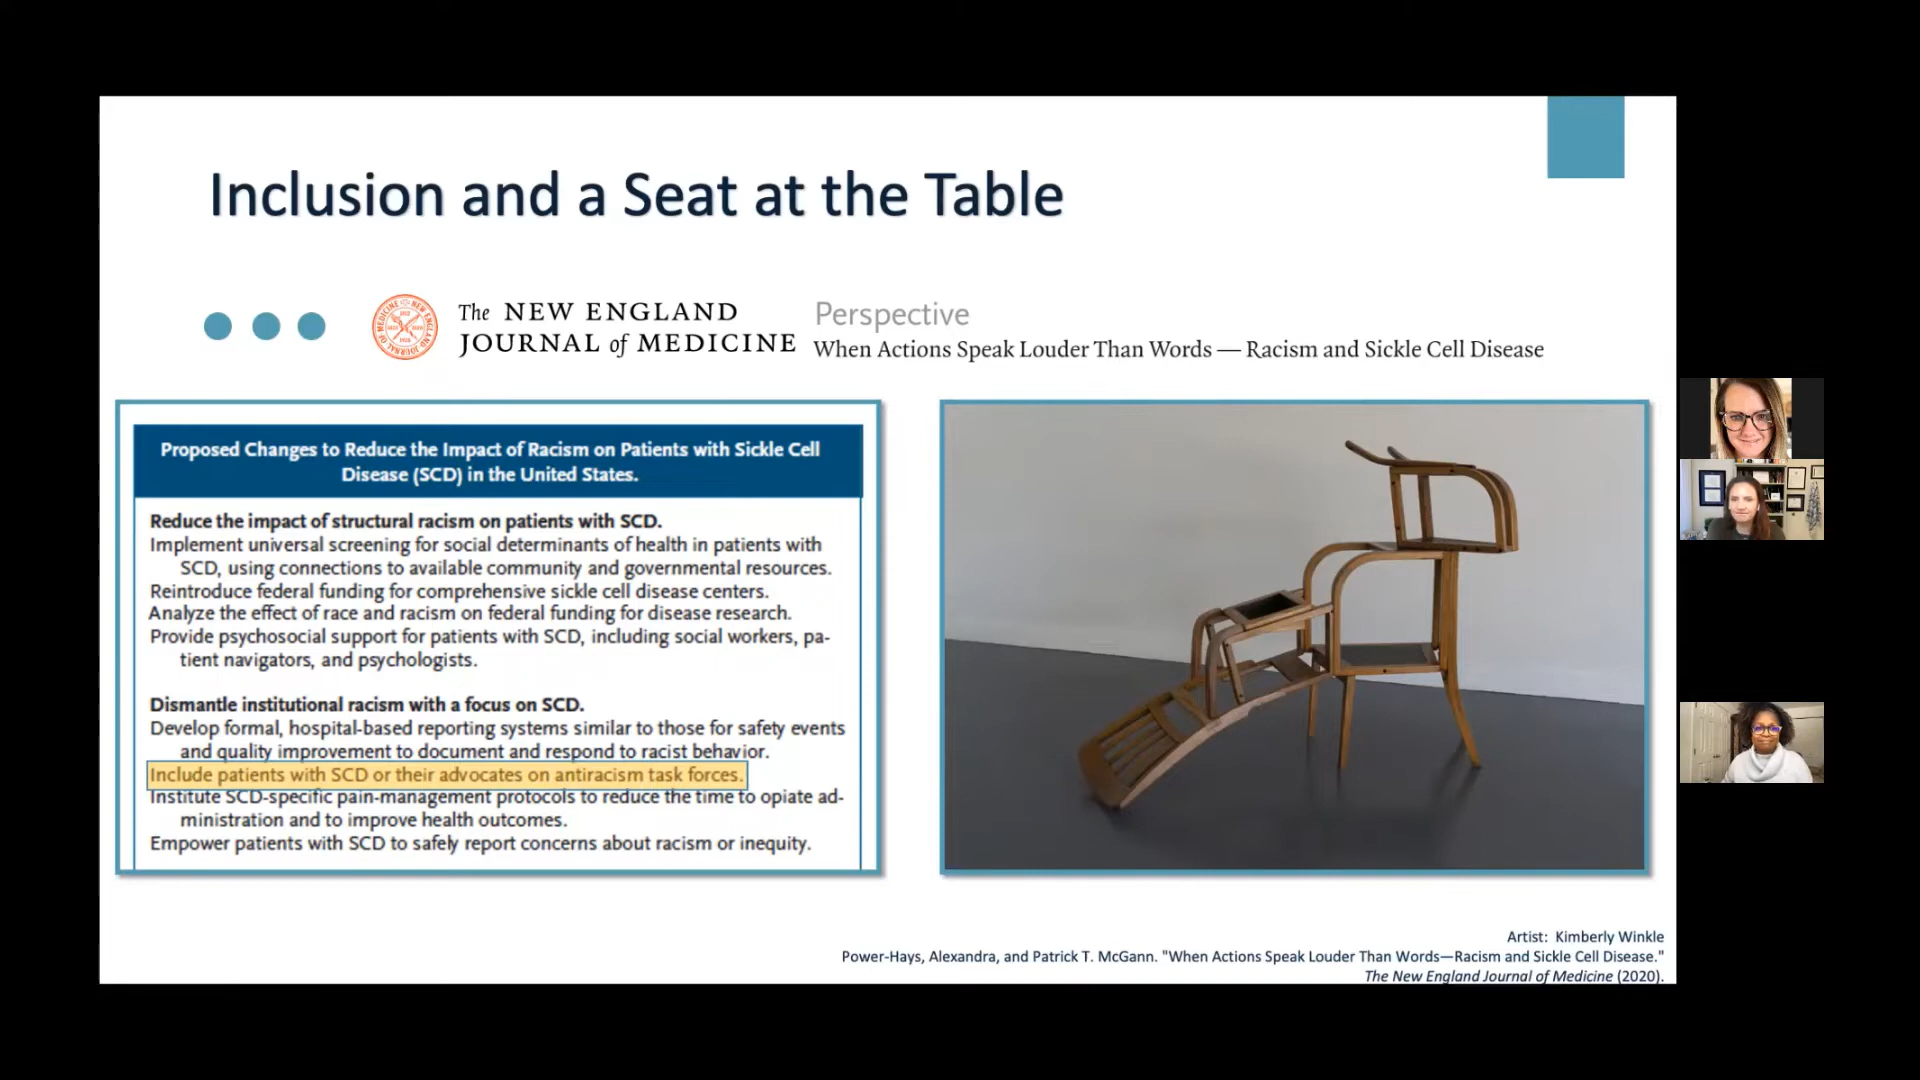 Inclusion and a Seat at the Table
The NEW ENGLAND
JOURNAL of MEDICINE
Perspective
When Actions Speak Louder Than Words — Racism and Sickle Cell Disease
Proposed Changes to Reduce the Impact of Racism on Patients with Sickle Cell
Disease (SCD) in the United States.
Reduce the impact of structural racism on patients with SCD.
Implement universal screening for social determinants of health in patients with
SCD, using connections to available community and governmental resources.
Reintroduce federal funding for comprehensive sickle cell disease centers.
Analyze the effect of race and racism on federal funding for disease research.
Provide psychosocial support for patients with SCD, including social workers, pa-
tient navigators, and psychologists.
Dismantle institutional racism with a focus on SCD.
Develop formal, hospital-based reporting systems similar to those for safety events
and quality improvement to document and respond to racist behavior.
Include patients with SCD or their advocates on antiracism task forces.
Institute SCD-specific pain-management protocols to reduce the time to opiate ad-
ministration and to improve health outcomes.
Empower patients with SCD to safely report concerns about racism or inequity.
Artist: Kimberly Winkle
Power-Hays, Alexandra, and Patrick T. McGann. "When Actions Speak Louder Than Words—Racism and Sickle Cell Disease."
The New England Journal of Medicine (2020).